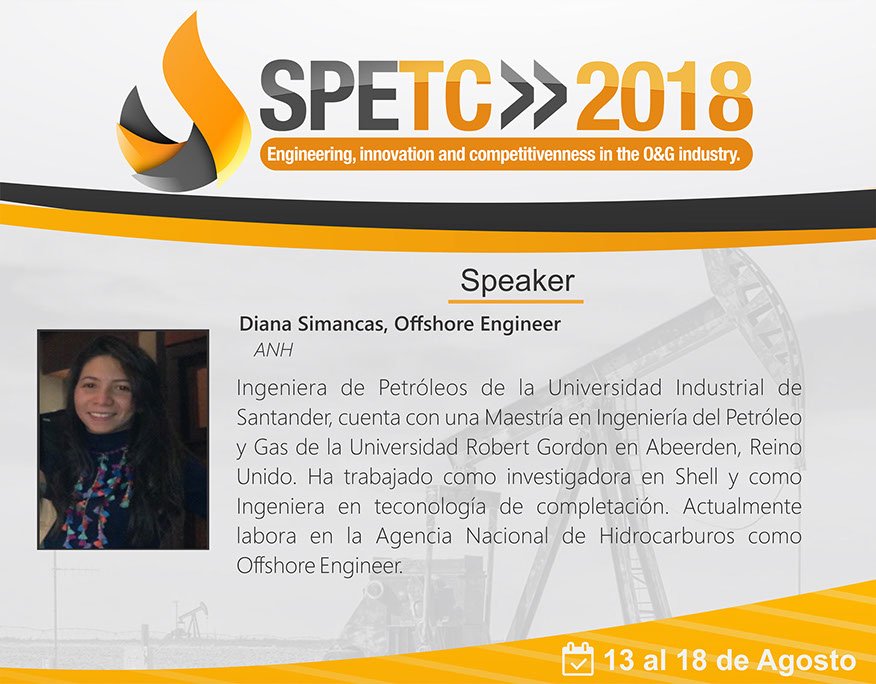 SPETC>>2018
Engineering, innovation and competitivenness in the O&G industry.
Speaker
Diana Simancas, Offshore Engineer
ANH
Ingeniera de Petróleos de la Universidad Industrial de
Santander, cuenta con una Maestría en Ingeniería del Petróleo
y Gas de la Universidad Robert Gordon en Abeerden, Reino
Unido. Ha trabajado como investigadora en Shell y como
Ingeniera en teconología de completación. Actualmente
labora en la Agencia Nacional de Hidrocarburos como
Offshore Engineer.
13 al 18 de Agosto